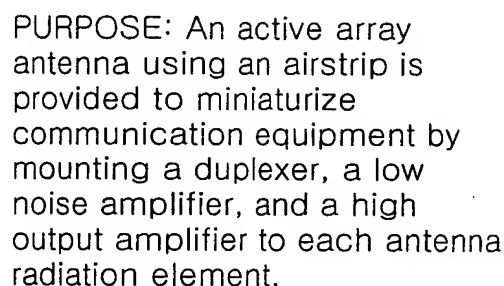 PURPOSE: An active array
antenna using an airstrip is
provided to miniaturize
communication equipment by
mounting a duplexer, a low
noise amplifier, and a high
output amplifier to each antenna
radiation element.